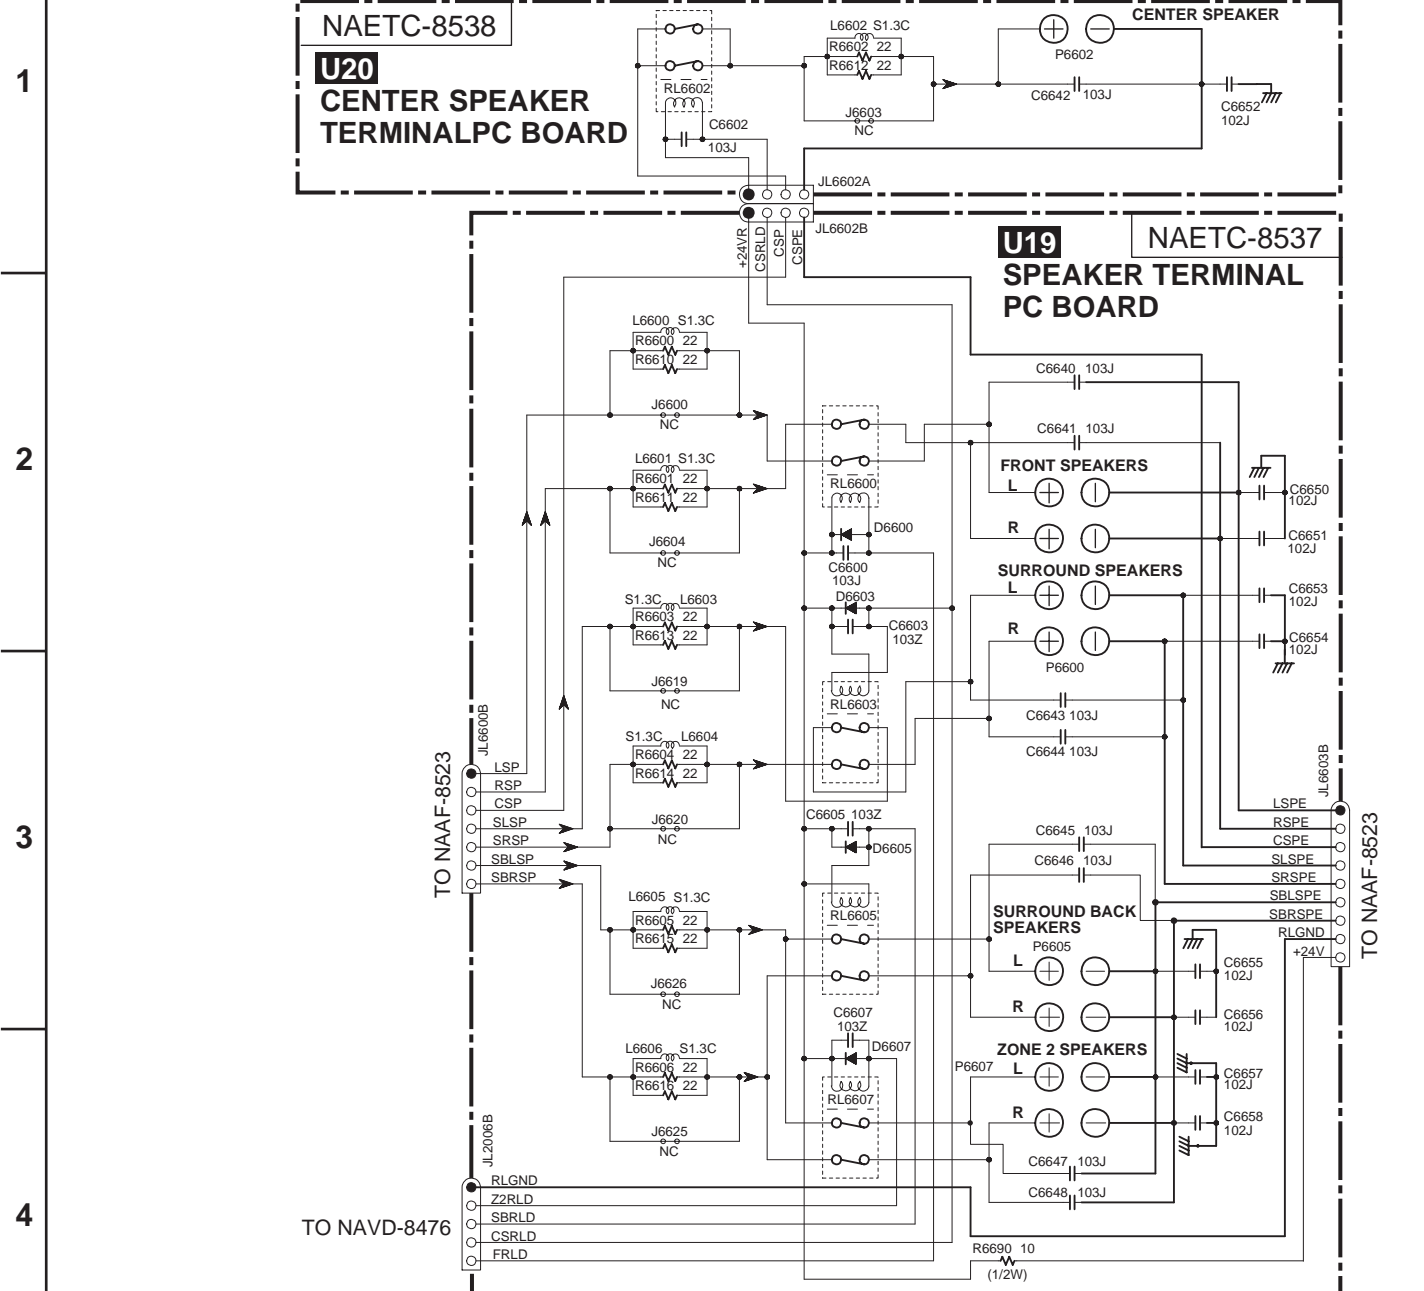 NAETC-8538
U20
CENTER SPEAKER
TERMINALPC BOARD
1
RL6602
C6602
103J
L6602 S1.3C
R6602 22
R6612 22
J6603
NC
CENTER SPEAKER
P6602
C6642 103J
C6652
102J
JL6602A
JL6602B
+24VR
CSRLD
CSP
CSPE
U19
NAETC-8537
SPEAKER TERMINAL
PC BOARD
2
L6600 S1.3C
R6600 22
R6610 22
J6600
NC
L6601 S1.3C
R6601 22
R6611 22
J6604
NC
RL6600
D6600
C6600
103J
D6603
C6603
103Z
C6640 103J
C6641 103J
FRONT SPEAKERS
L
R
C6650
102J
C6651
102J
SURROUND SPEAKERS
L
R
P6600
C6653
102J
C6654
102J
S1.3C L6603
R6603 22
R6613 22
J6619
NC
RL6603
C6643 103J
C6644 103J
S1.3C L6604
R6604 22
R6614 22
J6620
NC
3
TO NAAF-8523
JL6600B
LSP
RSP
CSP
SLSP
SRSP
SBLSP
SBRSP
C6605 103Z
D6605
RL6605
C6645 103J
C6646 103J
JL6603B
LSPE
RSPE
CSPE
SLSPE
SRSPE
SBLSPE
SBRSPE
RLGND
+24V
TO NAAF-8523
L6605 S1.3C
R6605 22
R6615 22
J6626
NC
SURROUND BACK
SPEAKERS
P6605
L
R
C6655
102J
C6656
102J
C6607
103Z
D6607
RL6607
L6606 S1.3C
R6606 22
R6616 22
J6625
NC
ZONE 2 SPEAKERS
P6607
L
R
C6657
102J
C6658
102J
C6647 103J
C6648 103J
4
JL2006B
TO NAVD-8476
RLGND
Z2RLD
SBRLD
CSRLD
FRLD
R6690 10
(1/2W)